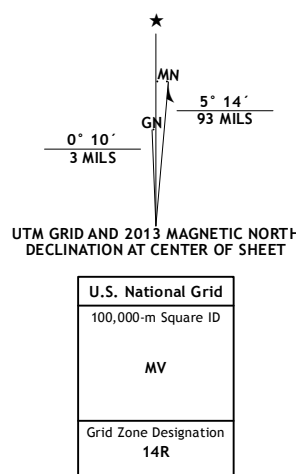 MN
GN
5° 14´
93 MILS
0° 10´
3 MILS
UTM GRID AND 2013 MAGNETIC NORTH
DECLINATION AT CENTER OF SHEET
U.S. National Grid
100,000-m Square ID
MV
Grid Zone Designation
14R